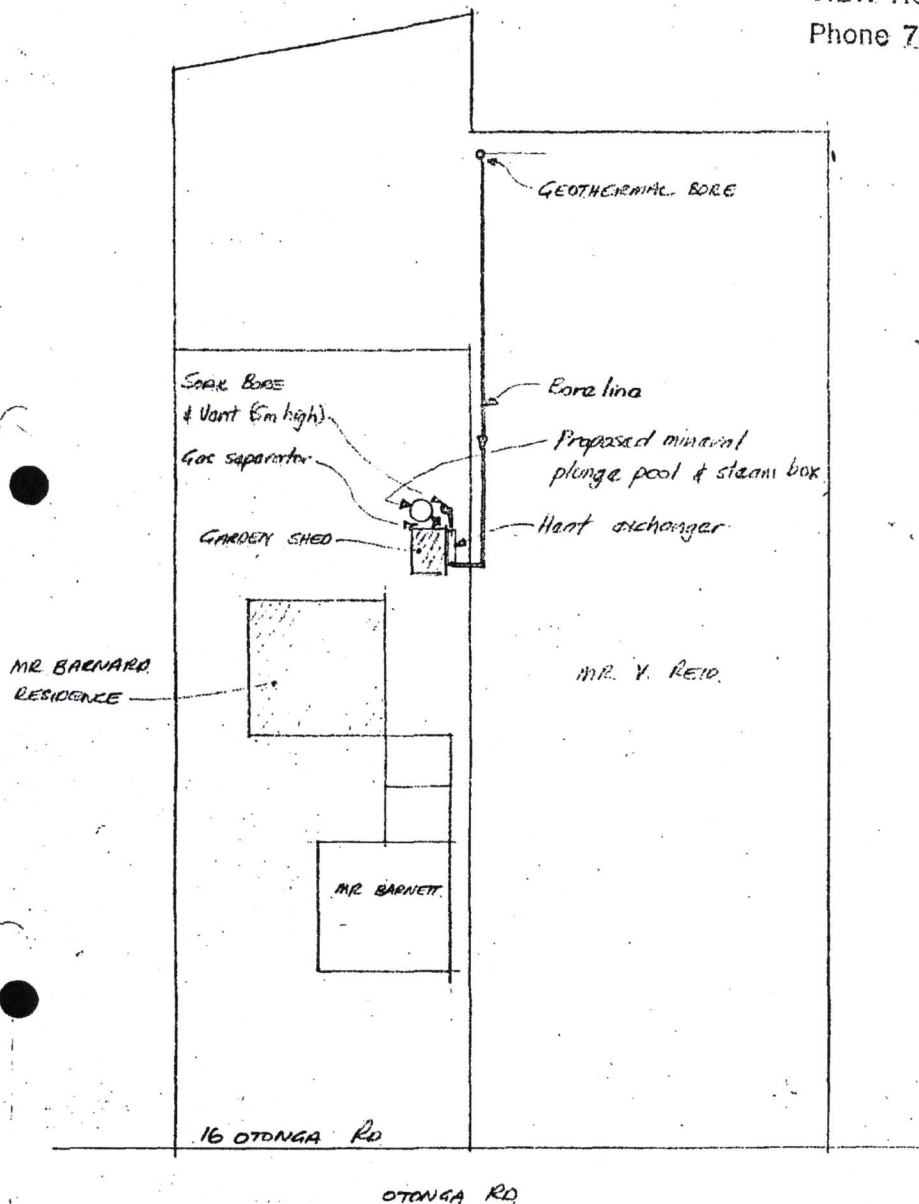 Phone 7
GEOTHERMAL BORE
Bore line
SOAK BORE
& Vent (5m high)
Gas separator
Proposed mineral
plunge pool & steam box
Heat exchanger
GARDEN SHED
MR BARNARD
RESIDENCE
MR. V. REID.
MR BARNETT
16 OTONGA RD
OTONGA RD